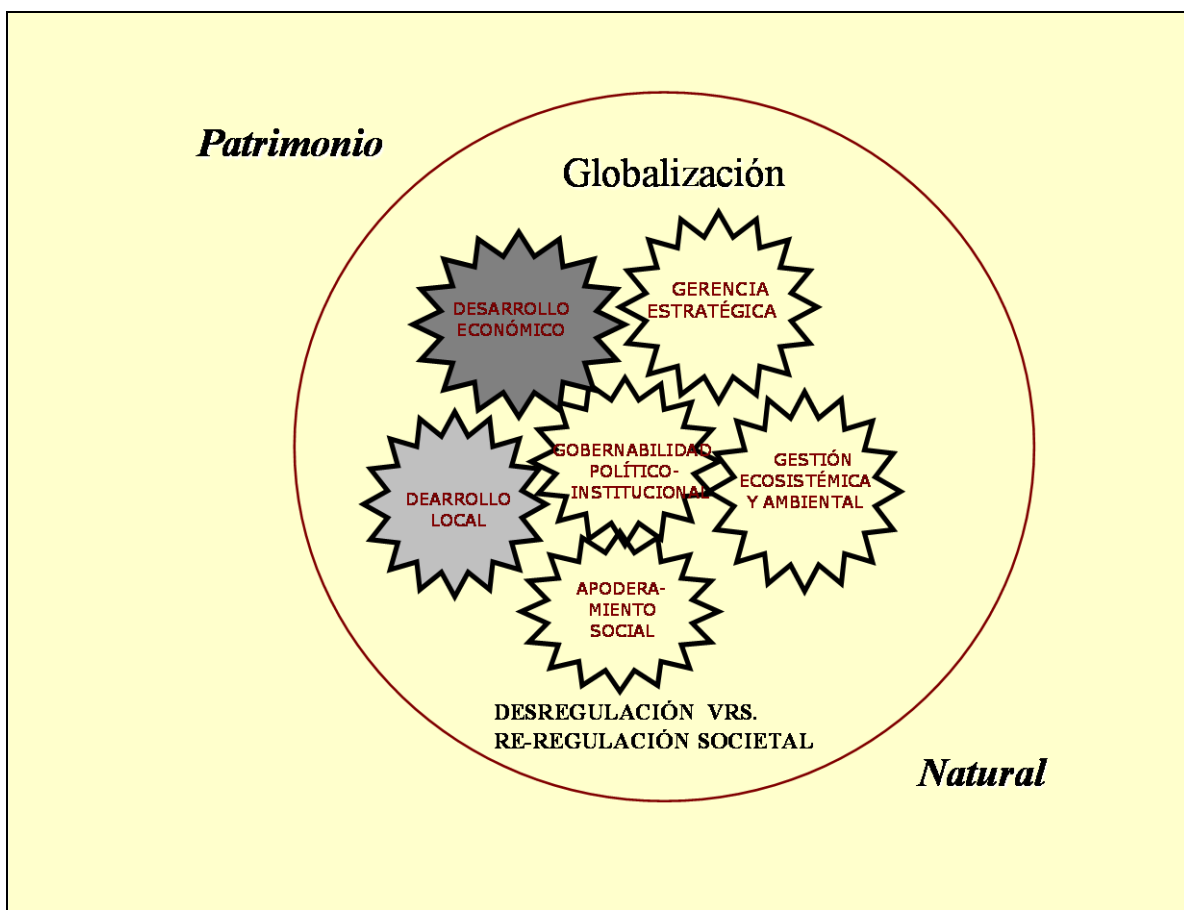 Patrimonio
Globalización
DESARROLLO
ECONÓMICO
GERENCIA
ESTRATÉGICA
GOBERNABILIDAD
POLÍTICO-
INSTITUCIONAL
GESTIÓN
ECOSISTÉMICA
Y AMBIENTAL
DEARROLLO
LOCAL
APODERA-
MIENTO
SOCIAL
DESREGULACIÓN VRS.
RE-REGULACIÓN SOCIETAL
Natural